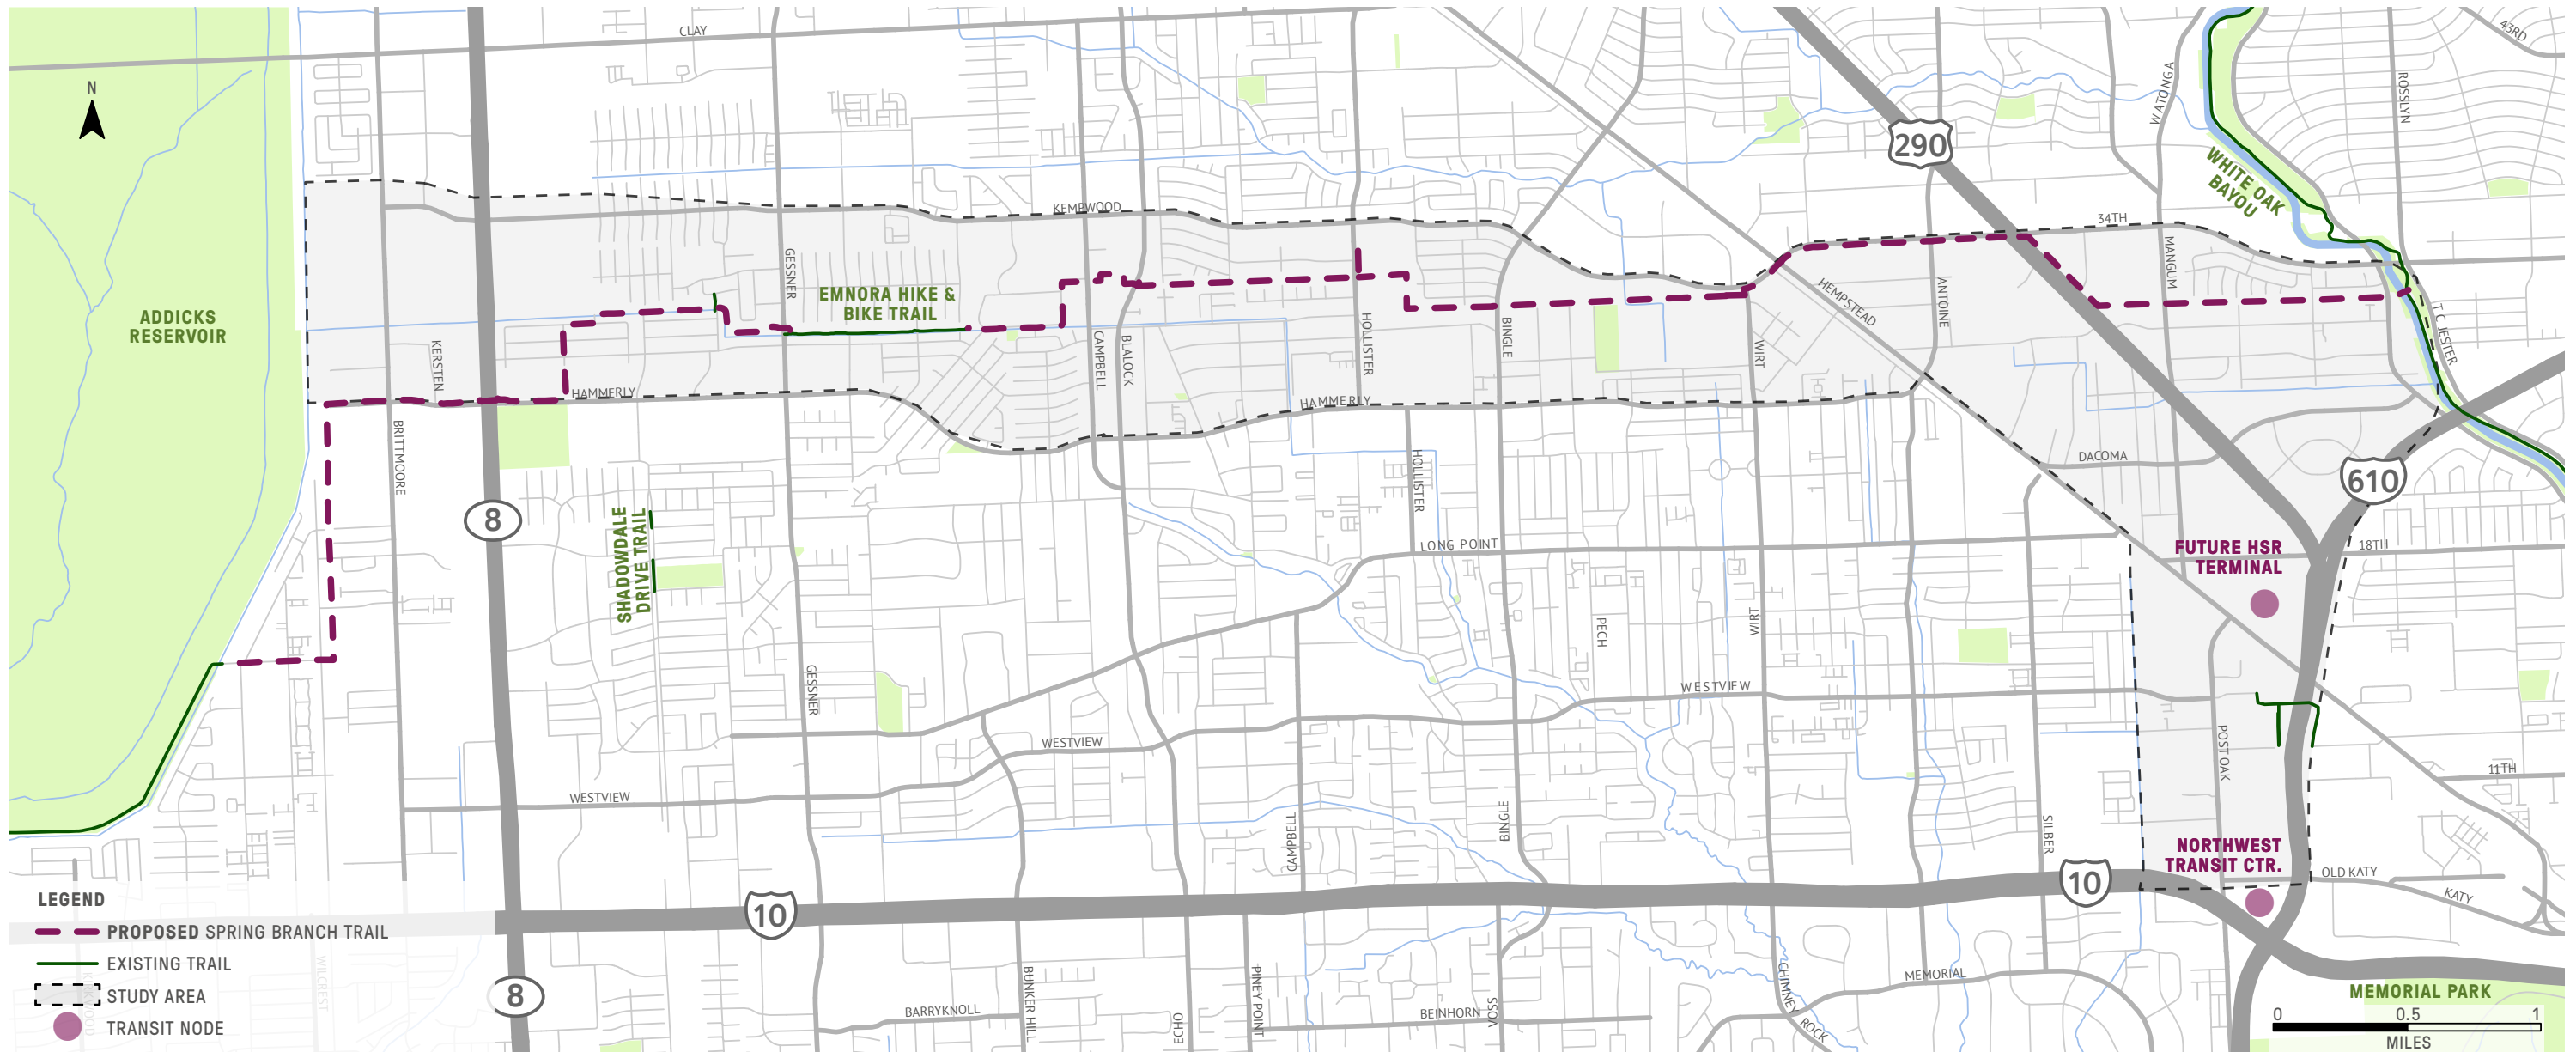 CLAY
43RD
N
WATONGA
ROSSLYN
290
WHITE OAK
BAYOU
KEMPWOOD
34TH
GESSNER
MANGUM
EMNORA HIKE &
BIKE TRAIL
HEMPSTEAD
ANTOINE
ADDICKS
RESERVOIR
KERSTEN
CAMPBELL
BLALOCK
HOLLISTER
BINGLE
WIRT
T C JESTER
HAMMERLY
HAMMERLY
BRITTMOORE
HOLLISTER
DACOMA
610
8
SHADOWDALE
DRIVE TRAIL
LONG POINT
FUTURE HSR
TERMINAL
18TH
WIRT
PECH
GESSNER
WESTVIEW
WESTVIEW
POST OAK
11TH
WESTVIEW
CAMPBELL
BINGLE
SILBER
NORTHWEST
TRANSIT CTR.
OLD KATY
KATY
10
10
LEGEND
PROPOSED SPRING BRANCH TRAIL
EXISTING TRAIL
STUDY AREA
TRANSIT NODE
WILCREST
8
BARRYKNOLL
BUNKER HILL
ECHO
PINEY POINT
BEINHORN
VOSS
CHIMNEY ROCK
MEMORIAL
MEMORIAL PARK
0 0.5 1
MILES